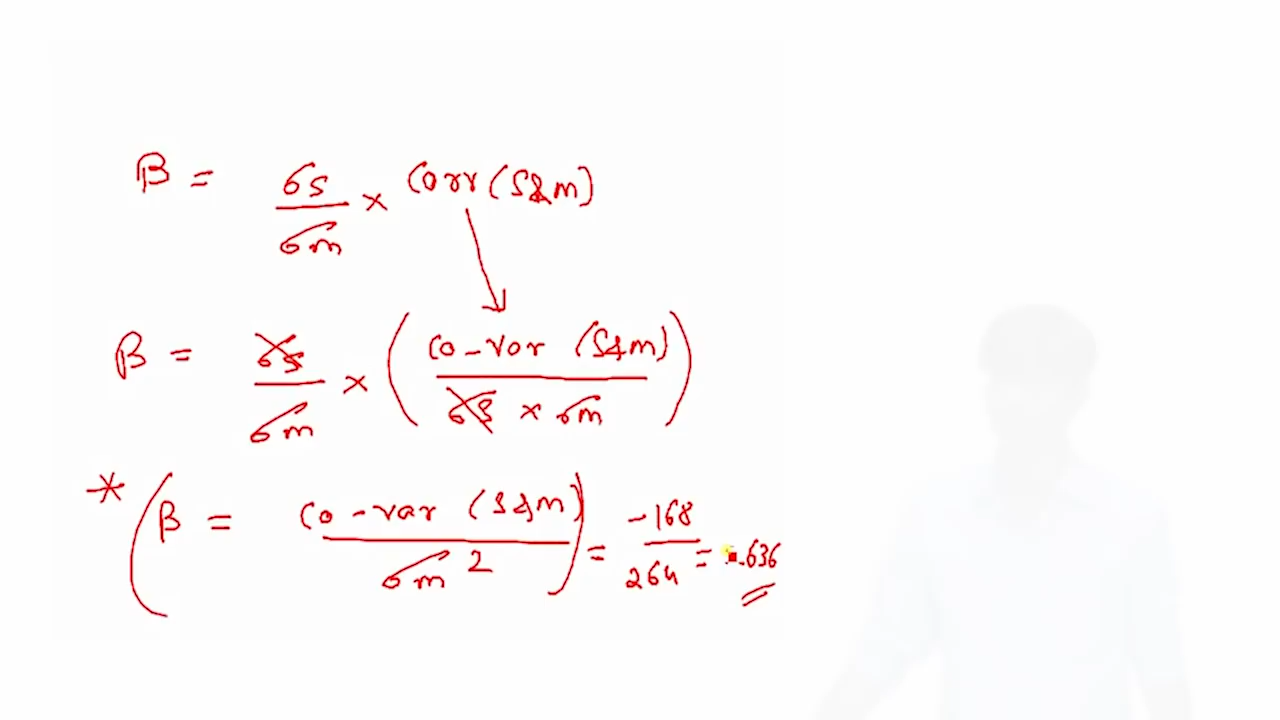 β = σs / σm × Corr (S&m)
β = σs / σm × ( Co-var (S&m) / σs × σm )
* ( β = Co-var (S&m) / σm² ) = -168 / 264 = -.636